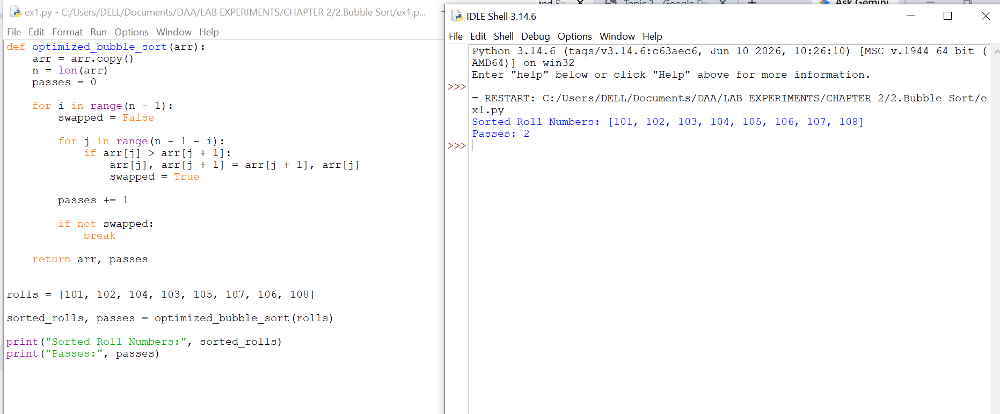 ex1.py - C:/Users/DELL/Documents/DAA/LAB EXPERIMENTS/CHAPTER 2/2.Bubble Sort/ex1.p...
File Edit Format Run Options Window Help
def optimized_bubble_sort(arr):
    arr = arr.copy()
    n = len(arr)
    passes = 0
    for i in range(n - 1):
        swapped = False
        for j in range(n - 1 - i):
            if arr[j] > arr[j + 1]:
                arr[j], arr[j + 1] = arr[j + 1], arr[j]
                swapped = True
        passes += 1
        if not swapped:
            break
    return arr, passes
rolls = [101, 102, 104, 103, 105, 107, 106, 108]
sorted_rolls, passes = optimized_bubble_sort(rolls)
print("Sorted Roll Numbers:", sorted_rolls)
print("Passes:", passes)
Topic 2 - Google Do
Ask Gemini
IDLE Shell 3.14.6
File Edit Shell Debug Options Window Help
Python 3.14.6 (tags/v3.14.6:c63aec6, Jun 10 2026, 10:26:10) [MSC v.1944 64 bit (
AMD64)] on win32
Enter "help" below or click "Help" above for more information.
>>>
= RESTART: C:/Users/DELL/Documents/DAA/LAB EXPERIMENTS/CHAPTER 2/2.Bubble Sort/e
x1.py
Sorted Roll Numbers: [101, 102, 103, 104, 105, 106, 107, 108]
Passes: 2
>>>